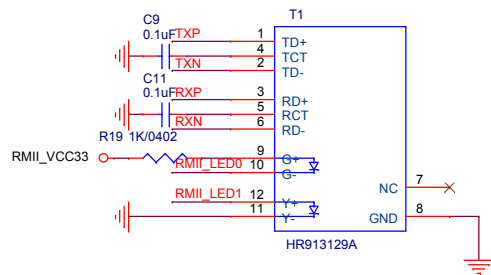 C9
T1
0.1uF
TXP
1
TD+
4
TCT
TXN
2
TD-
C11
0.1uF
RXP
3
RD+
5
RCT
RXN
6
RD-
R19 1K/0402
RMII_VCC33
9
G+
RMII_LED0
10
G-
RMII_LED1
12
Y+
11
Y-
NC
7
GND
8
HR913129A